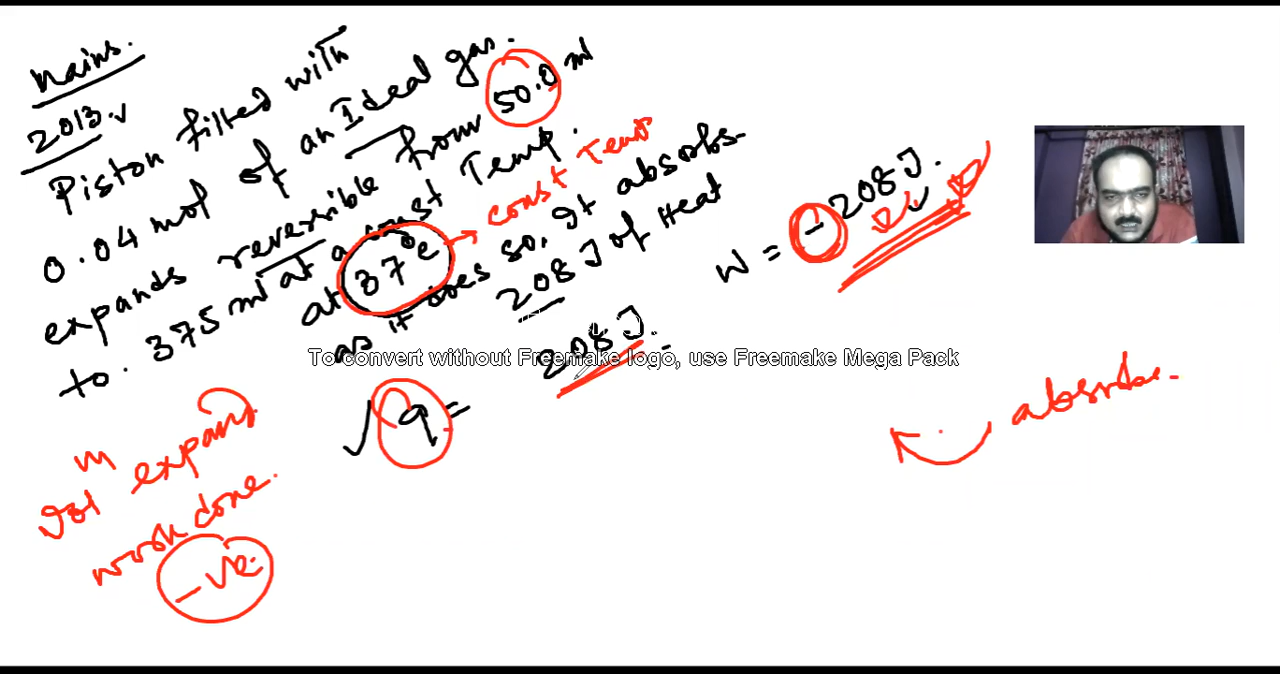 Mains.
2013.
Piston filled with
0.04 mol of an Ideal gas.
expands reversible from 50.0 ml
to. 375 ml at a const Temp.
at 37°C
const Temp
as it does so, It absorbs.
208 J of Heat
W = -208 J.
208 J.
q =
To convert without Freemake logo, use Freemake Mega Pack
absorbs.
vol expand
work done.
-Ve.